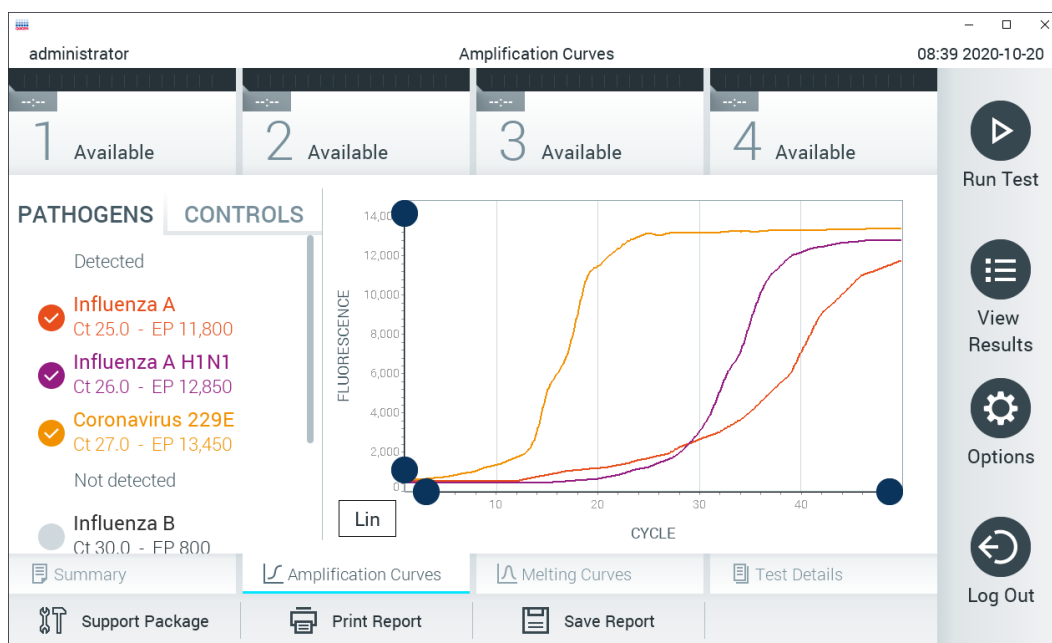 administrator
Amplification Curves
08:39 2020-10-20
--:--
1 Available
--:--
2 Available
--:--
3 Available
--:--
4 Available
Run Test
View
Results
Options
Log Out
PATHOGENS
CONTROLS
Detected
Influenza A
Ct 25.0 - EP 11,800
Influenza A H1N1
Ct 26.0 - EP 12,850
Coronavirus 229E
Ct 27.0 - EP 13,450
Not detected
Influenza B
Ct 30.0 - EP 800
FLUORESCENCE
12,000
10,000
8,000
6,000
4,000
2,000
0
10
20
30
40
CYCLE
Lin
Summary
Amplification Curves
Melting Curves
Test Details
Support Package
Print Report
Save Report